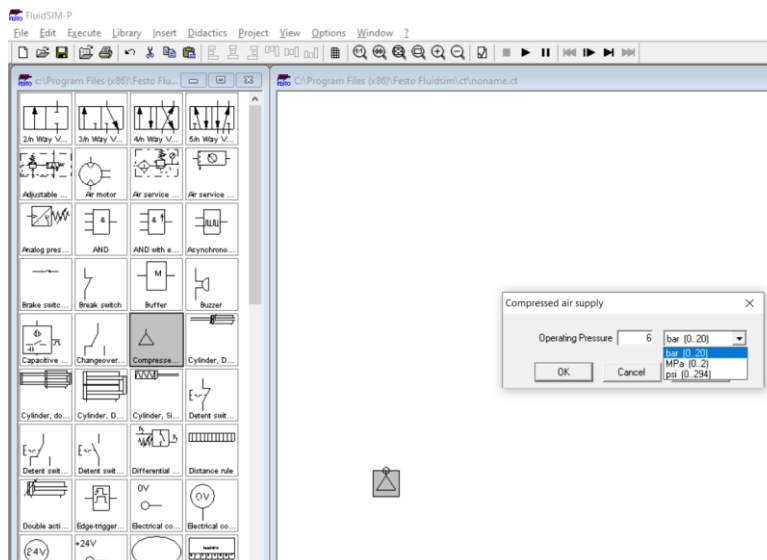 FluidSIM-P
File Edit Execute Library Insert Didactics Project View Options Window ?
c:\Program Files (x86)\Festo Flu...
C:\Program Files (x86)\Festo Fluidsim\ct\noname.ct
2/n Way V... 3/n Way V... 4/n Way V... 5/n Way V...
Adjustable ... Air motor Air service ... Air service ...
Analog pres... AND AND with e... Asynchrono...
Brake switc... Break switch Buffer Buzzer
Capacitive ... Changeover... Compresse... Cylinder, D...
Cylinder, do... Cylinder, D... Cylinder, Si... Detent swit...
Detent swit... Detent swit... Differential ... Distance rule
Double acti... Edge-trigger... Electrical co... Electrical co...
0V
0V
24V
+24V
Compressed air supply
Operating Pressure 6 bar (0..20)
bar (0..20)
MPa (0..2)
psi (0..294)
OK Cancel